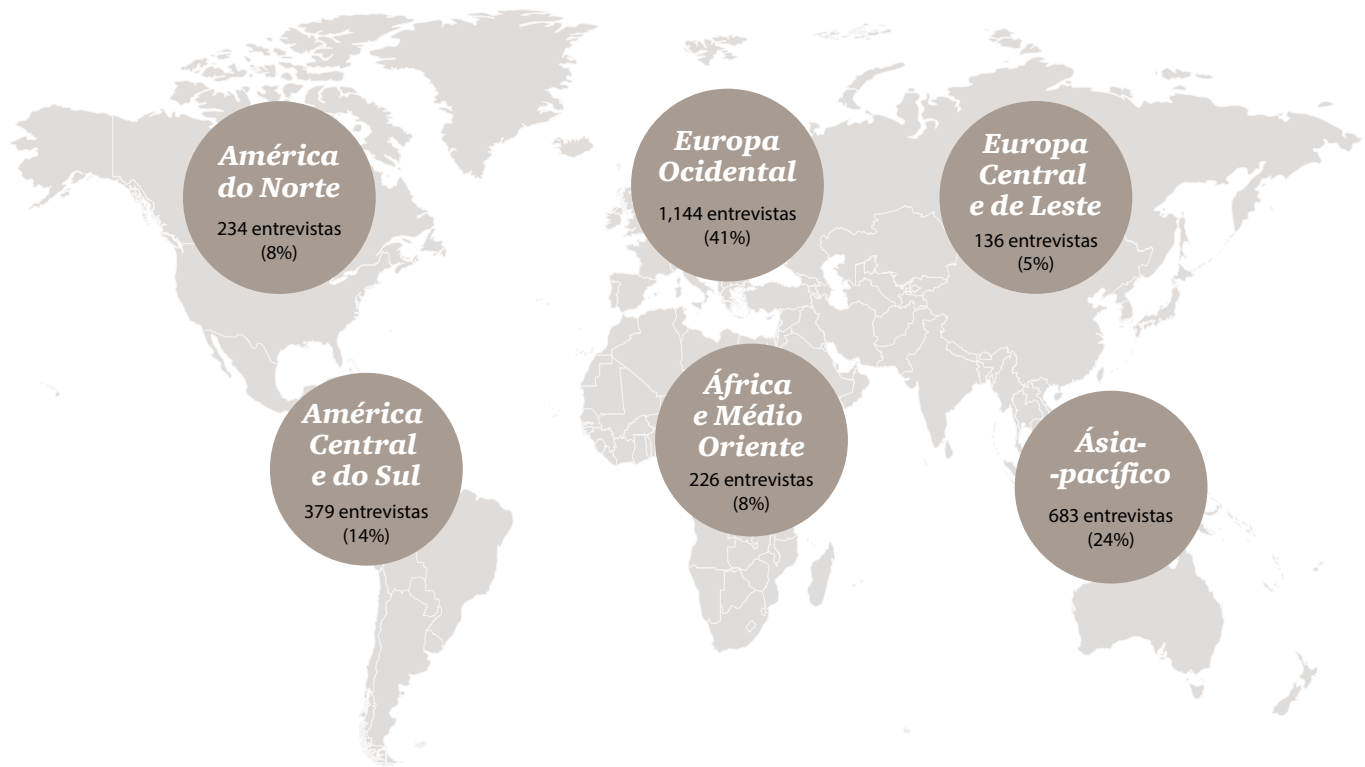 América
do Norte
234 entrevistas
(8%)
Europa
Ocidental
1,144 entrevistas
(41%)
Europa
Central
e de Leste
136 entrevistas
(5%)
América
Central
e do Sul
379 entrevistas
(14%)
África
e Médio
Oriente
226 entrevistas
(8%)
Ásia-
-pacífico
683 entrevistas
(24%)